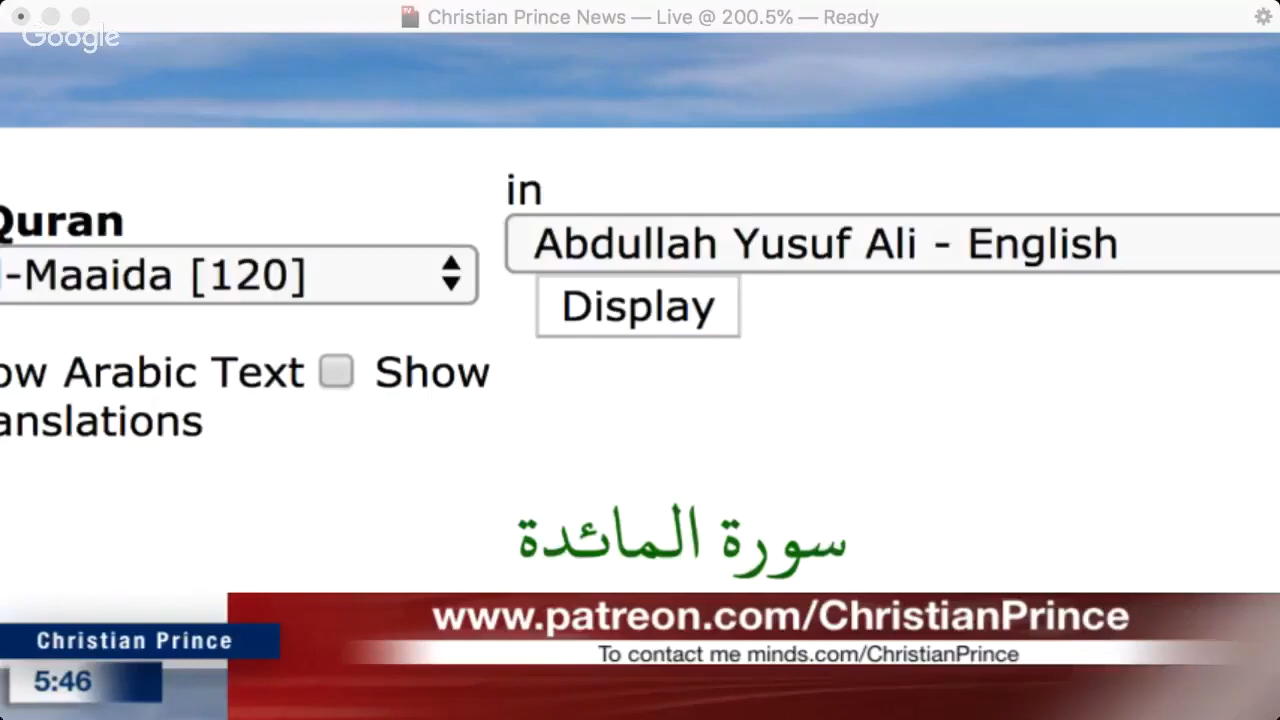 Christian Prince News — Live @ 200.5% — Ready
Google
in
Quran
Abdullah Yusuf Ali - English
-Maaida [120]
Display
ow Arabic Text Show
anslations
سورة المائدة
www.patreon.com/ChristianPrince
Christian Prince
To contact me minds.com/ChristianPrince
5:46